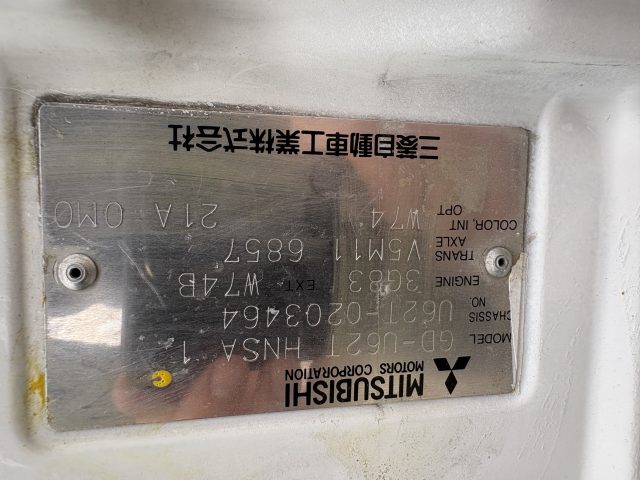 MITSUBISHI
MOTORS CORPORATION
MODEL GD-U62T HNSA 1
CHASSIS NO. U62T-0203464
ENGINE 3G83 EXT W74B
TRANS AXLE V5M11 6857
COLOR, INT OPT W74 21A 0M0
三菱自動車工業株式会社